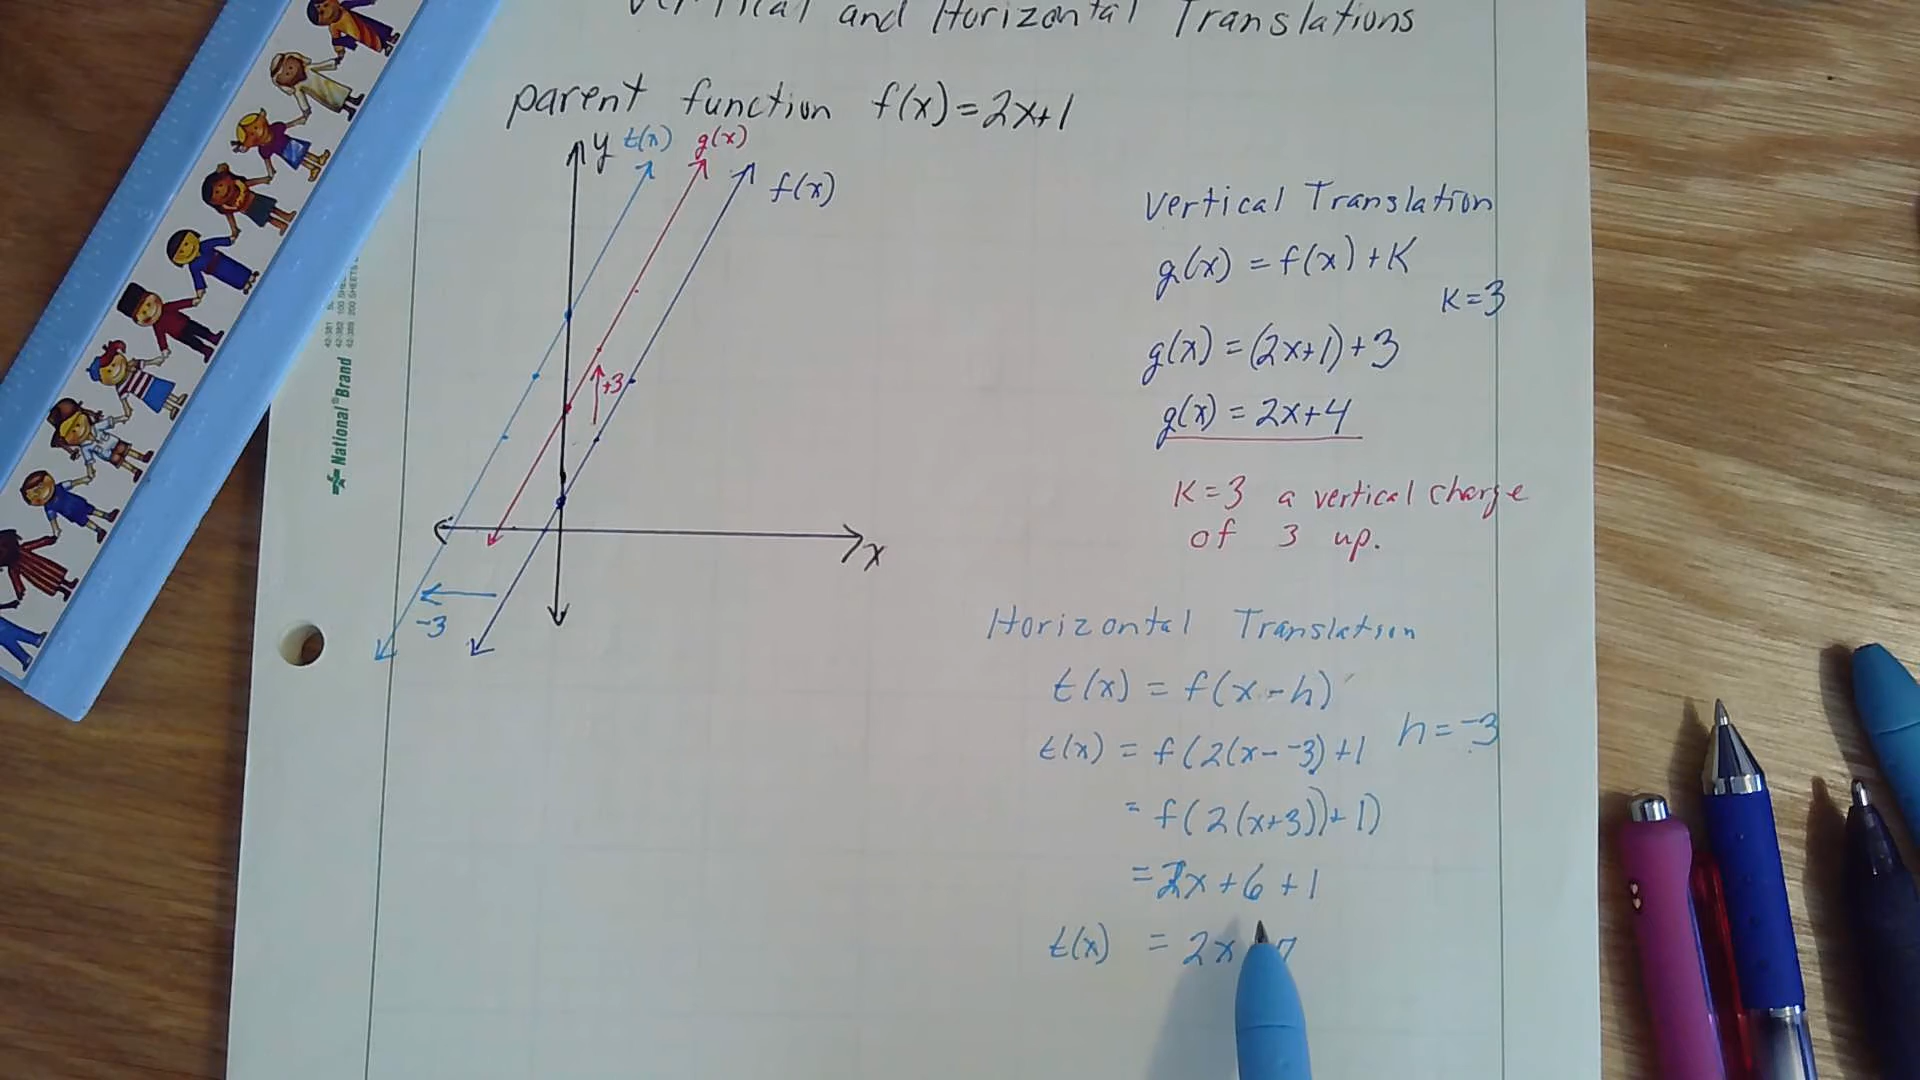 Vertical and Horizontal Translations
parent function f(x)=2x+1
y
t(x)
g(x)
f(x)
+3
x
-3
National® Brand
Vertical Translation
g(x) = f(x) + K
K=3
g(x) = (2x+1)+3
g(x) = 2x+4
K=3 a vertical change
of 3 up.
Horizontal Translation
t(x) = f(x-h)
h=-3
t(x) = f(2(x--3)+1
= f(2(x+3))+1)
= 2x+6+1
t(x) = 2x 7